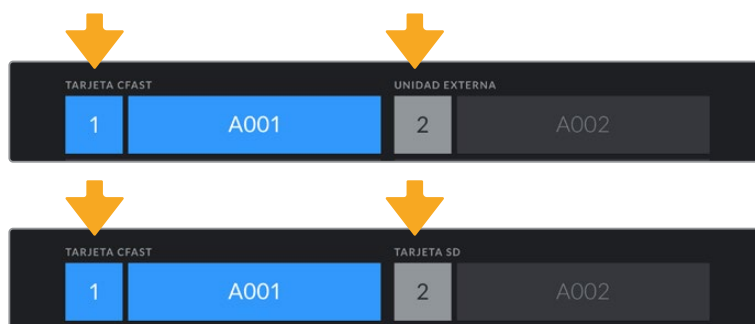 TARJETA CFAST UNIDAD EXTERNA
1 A001 2 A002
TARJETA CFAST TARJETA SD
1 A001 2 A002